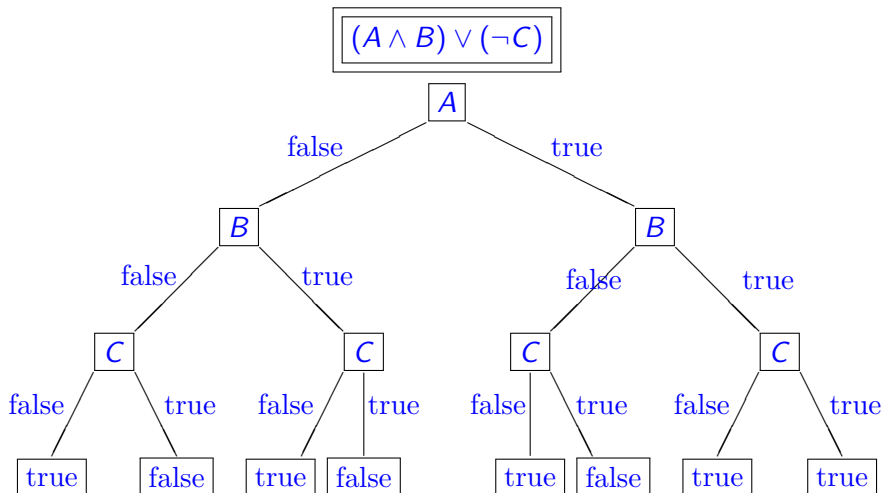 (A ∧ B) ∨ (¬C)
A
false true
B B
false true false true
C C C C
false true false true false true false true
true false true false true false true true